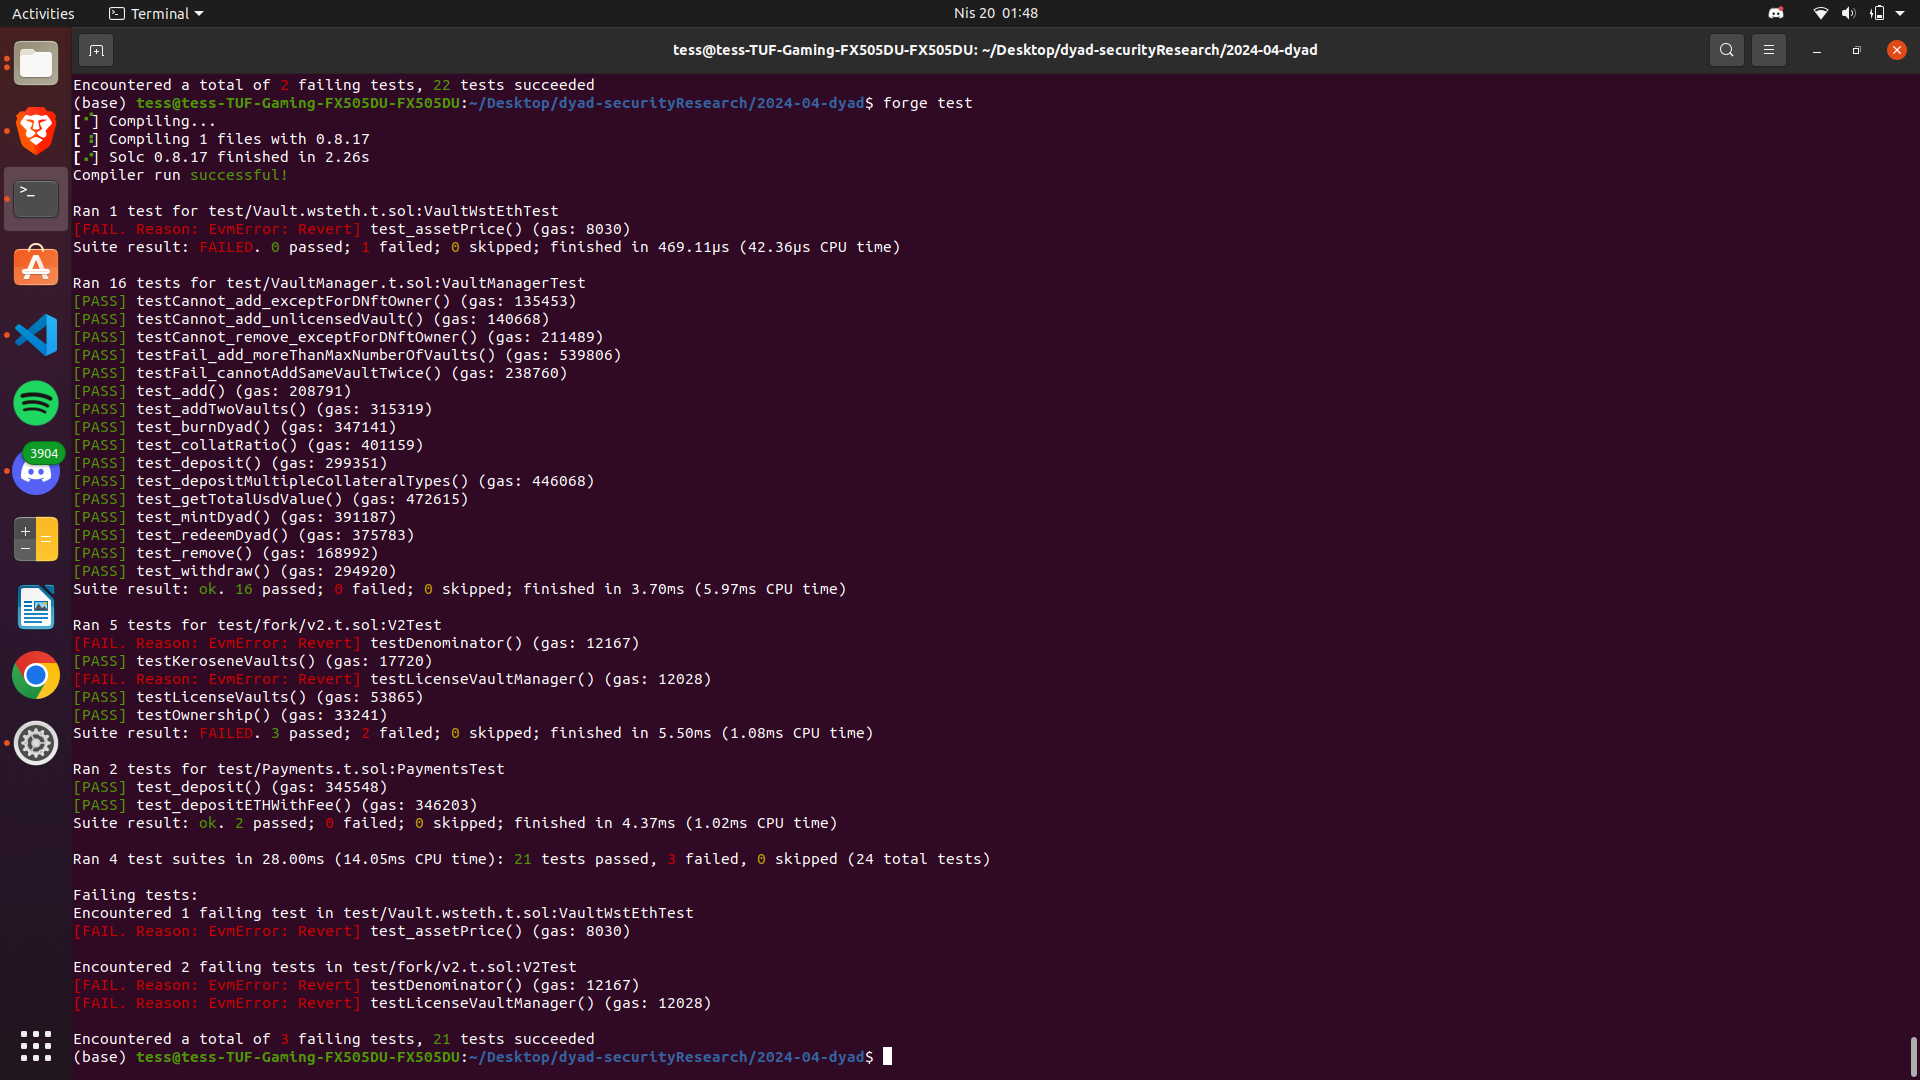 Activities
Terminal
Nis 20 01:48
tess@tess-TUF-Gaming-FX505DU-FX505DU: ~/Desktop/dyad-securityResearch/2024-04-dyad
3904
Encountered a total of 2 failing tests, 22 tests succeeded
(base) tess@tess-TUF-Gaming-FX505DU-FX505DU:~/Desktop/dyad-securityResearch/2024-04-dyad$ forge test
[⠊] Compiling...
[⠘] Compiling 1 files with 0.8.17
[⠊] Solc 0.8.17 finished in 2.26s
Compiler run successful!
Ran 1 test for test/Vault.wsteth.t.sol:VaultWstEthTest
[FAIL. Reason: EvmError: Revert] test_assetPrice() (gas: 8030)
Suite result: FAILED. 0 passed; 1 failed; 0 skipped; finished in 469.11µs (42.36µs CPU time)
Ran 16 tests for test/VaultManager.t.sol:VaultManagerTest
[PASS] testCannot_add_exceptForDNftOwner() (gas: 135453)
[PASS] testCannot_add_unlicensedVault() (gas: 140668)
[PASS] testCannot_remove_exceptForDNftOwner() (gas: 211489)
[PASS] testFail_add_moreThanMaxNumberOfVaults() (gas: 539806)
[PASS] testFail_cannotAddSameVaultTwice() (gas: 238760)
[PASS] test_add() (gas: 208791)
[PASS] test_addTwoVaults() (gas: 315319)
[PASS] test_burnDyad() (gas: 347141)
[PASS] test_collatRatio() (gas: 401159)
[PASS] test_deposit() (gas: 299351)
[PASS] test_depositMultipleCollateralTypes() (gas: 446068)
[PASS] test_getTotalUsdValue() (gas: 472615)
[PASS] test_mintDyad() (gas: 391187)
[PASS] test_redeemDyad() (gas: 375783)
[PASS] test_remove() (gas: 168992)
[PASS] test_withdraw() (gas: 294920)
Suite result: ok. 16 passed; 0 failed; 0 skipped; finished in 3.70ms (5.97ms CPU time)
Ran 5 tests for test/fork/v2.t.sol:V2Test
[FAIL. Reason: EvmError: Revert] testDenominator() (gas: 12167)
[PASS] testKeroseneVaults() (gas: 17720)
[FAIL. Reason: EvmError: Revert] testLicenseVaultManager() (gas: 12028)
[PASS] testLicenseVaults() (gas: 53865)
[PASS] testOwnership() (gas: 33241)
Suite result: FAILED. 3 passed; 2 failed; 0 skipped; finished in 5.50ms (1.08ms CPU time)
Ran 2 tests for test/Payments.t.sol:PaymentsTest
[PASS] test_deposit() (gas: 345548)
[PASS] test_depositETHWithFee() (gas: 346203)
Suite result: ok. 2 passed; 0 failed; 0 skipped; finished in 4.37ms (1.02ms CPU time)
Ran 4 test suites in 28.00ms (14.05ms CPU time): 21 tests passed, 3 failed, 0 skipped (24 total tests)
Failing tests:
Encountered 1 failing test in test/Vault.wsteth.t.sol:VaultWstEthTest
[FAIL. Reason: EvmError: Revert] test_assetPrice() (gas: 8030)
Encountered 2 failing tests in test/fork/v2.t.sol:V2Test
[FAIL. Reason: EvmError: Revert] testDenominator() (gas: 12167)
[FAIL. Reason: EvmError: Revert] testLicenseVaultManager() (gas: 12028)
Encountered a total of 3 failing tests, 21 tests succeeded
(base) tess@tess-TUF-Gaming-FX505DU-FX505DU:~/Desktop/dyad-securityResearch/2024-04-dyad$